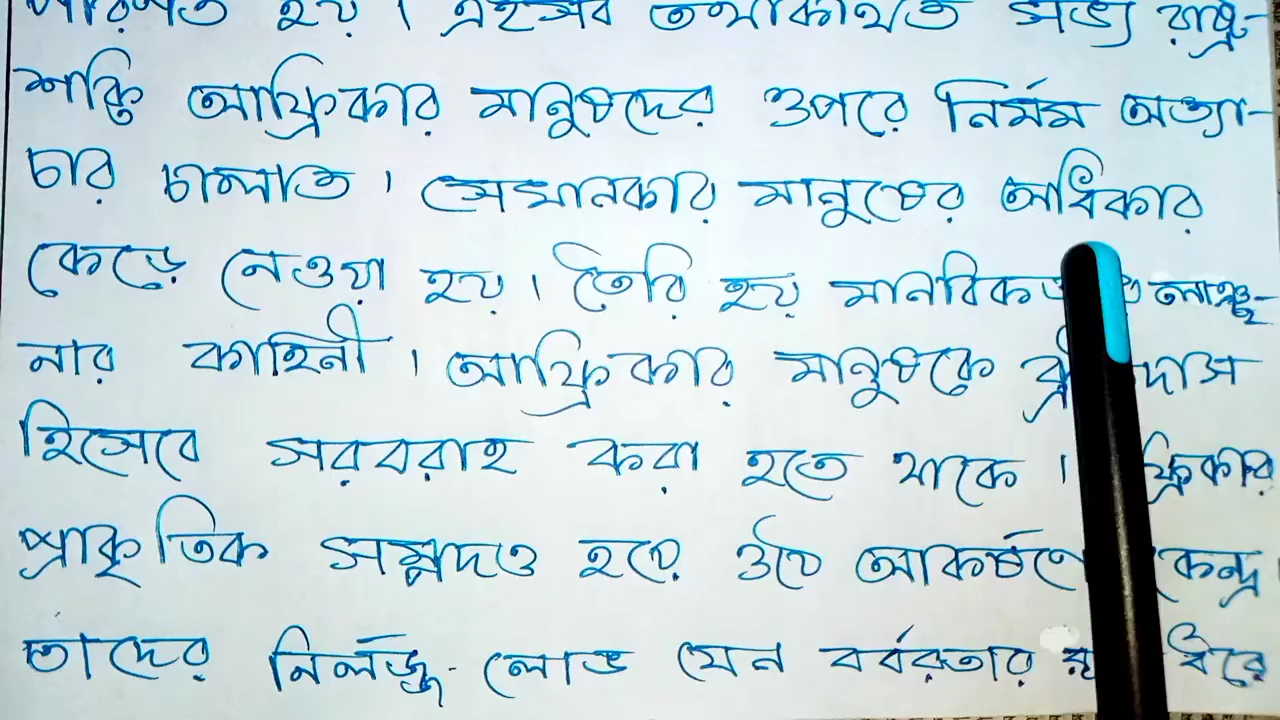 পরিণত হয়। এইসব তথাকথিত সভ্য রাষ্ট্র-
শক্তি আফ্রিকার মানুষদের ওপরে নির্মম অত্যা-
চার চালাত। সেখানকার মানুষের অধিকার
কেড়ে নেওয়া হয়। তৈরি হয় মানবিক লাঞ্ছ-
নার কাহিনী। আফ্রিকার মানুষকে দাস
হিসেবে সরবরাহ করা হতে থাকে। ফ্রিকার
প্রাকৃতিক সম্পদও হয়ে ওঠে আকর্ষণে কেন্দ্র
তাদের নির্লজ্জ লোভ যেন বর্বরতার ধরে